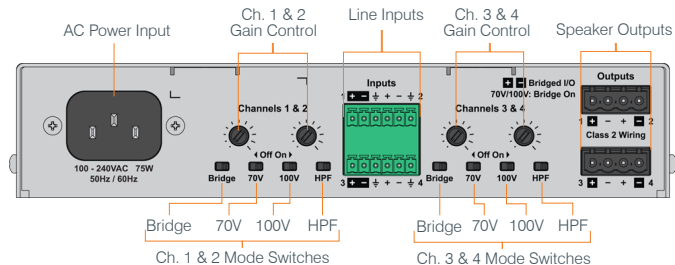 AC Power Input
Ch. 1 & 2
Gain Control
Line Inputs
Ch. 3 & 4
Gain Control
Speaker Outputs
Inputs
1 + - ⏚ + - ⏚ 2
+ - Bridged I/O
70V/100V: Bridge On
Outputs
Channels 1 & 2
Channels 3 & 4
1 + - + - 2
Class 2 Wiring
Off On
Off On
100 - 240VAC 75W
50Hz / 60Hz
Bridge 70V 100V HPF
3 + - ⏚ + - ⏚ 4
Bridge 70V 100V HPF
3 + - + - 4
Bridge 70V 100V HPF
Bridge 70V 100V HPF
Ch. 1 & 2 Mode Switches
Ch. 3 & 4 Mode Switches